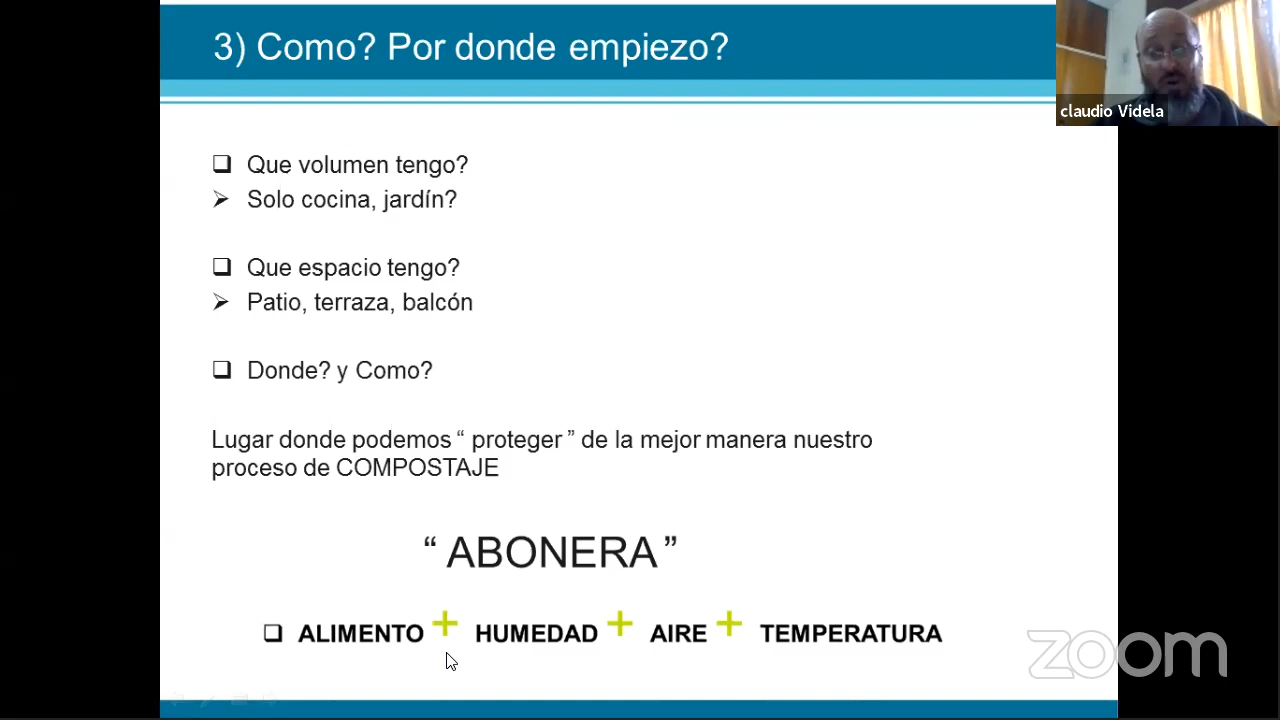 3) Como? Por donde empiezo?
claudio Videla
❑ Que volumen tengo?
➢ Solo cocina, jardín?
❑ Que espacio tengo?
➢ Patio, terraza, balcón
❑ Donde? y Como?
Lugar donde podemos “ proteger ” de la mejor manera nuestro
proceso de COMPOSTAJE
“ ABONERA ”
❑ ALIMENTO + HUMEDAD + AIRE + TEMPERATURA
zoom